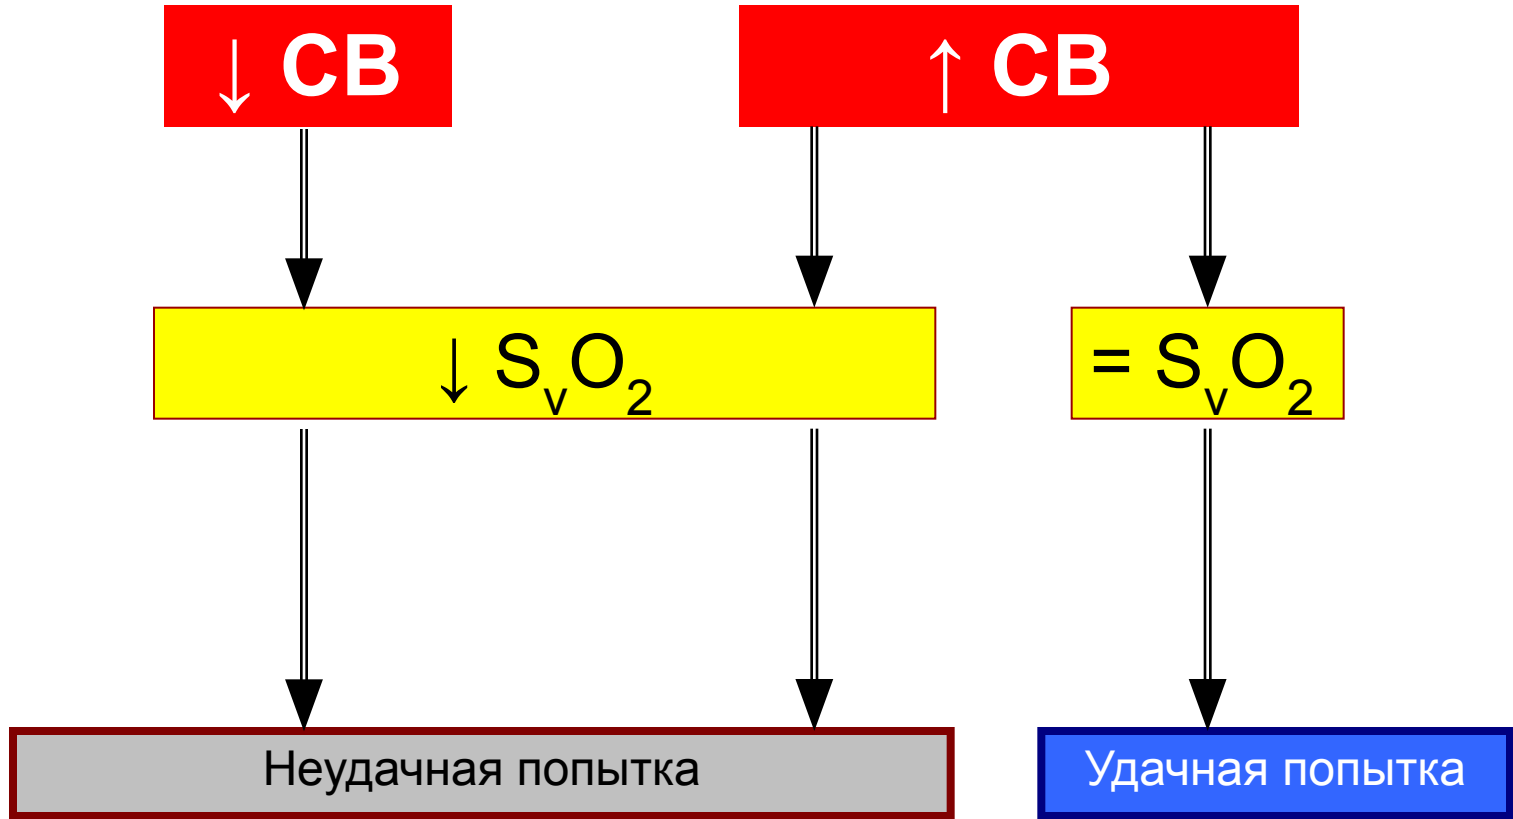 ↓ СВ
↑ СВ
↓ SvO2
= SvO2
Неудачная попытка
Удачная попытка